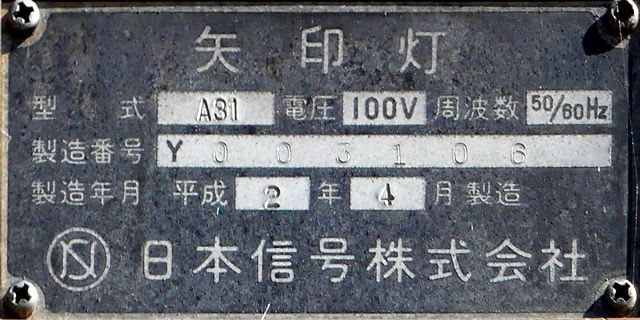 矢印灯
型式 A31 電圧 100V 周波数 50/60Hz
製造番号 Y003106
製造年月 平成 2 年 4 月 製造
日本信号株式会社